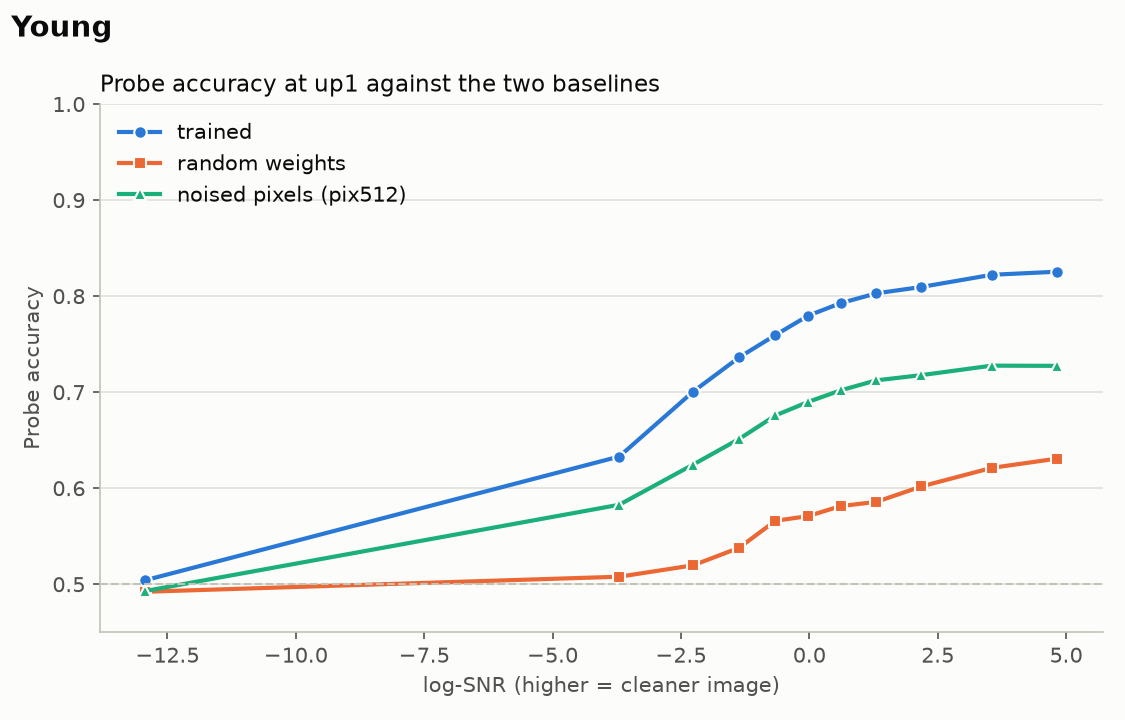 Young
Probe accuracy at up1 against the two baselines
trained
random weights
noised pixels (pix512)
1.0
0.9
0.8
0.7
0.6
0.5
Probe accuracy
−12.5 −10.0 −7.5 −5.0 −2.5 0.0 2.5 5.0
log-SNR (higher = cleaner image)